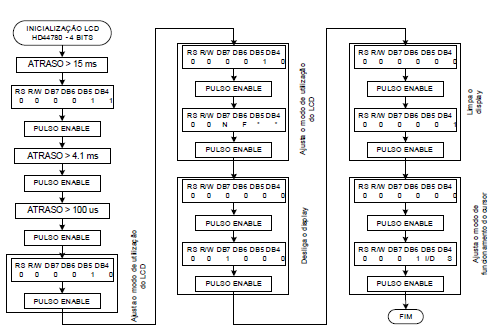 INICIALIZAÇÃO LCD
HD44780 - 4 BITS
ATRASO > 15 ms
RS R/W DB7 DB6 DB5 DB4
0 0 0 0 1 1
PULSO ENABLE
ATRASO > 4.1 ms
PULSO ENABLE
ATRASO > 100 us
PULSO ENABLE
RS R/W DB7 DB6 DB5 DB4
0 0 0 0 1 0
PULSO ENABLE
Ajusta o modo de utilização
do LCD
RS R/W DB7 DB6 DB5 DB4
0 0 0 0 1 0
PULSO ENABLE
RS R/W DB7 DB6 DB5 DB4
0 0 N F * *
PULSO ENABLE
Ajusta o modo de utilização
do LCD
RS R/W DB7 DB6 DB5 DB4
0 0 0 0 0 0
PULSO ENABLE
RS R/W DB7 DB6 DB5 DB4
0 0 1 0 0 0
PULSO ENABLE
Desliga o display
RS R/W DB7 DB6 DB5 DB4
0 0 0 0 0 0
PULSO ENABLE
RS R/W DB7 DB6 DB5 DB4
0 0 0 0 0 1
PULSO ENABLE
Limpa o
display
RS R/W DB7 DB6 DB5 DB4
0 0 0 0 0 0
PULSO ENABLE
RS R/W DB7 DB6 DB5 DB4
0 0 0 1 I/D S
PULSO ENABLE
Ajusta o modo de
funcionamento do cursor
FIM